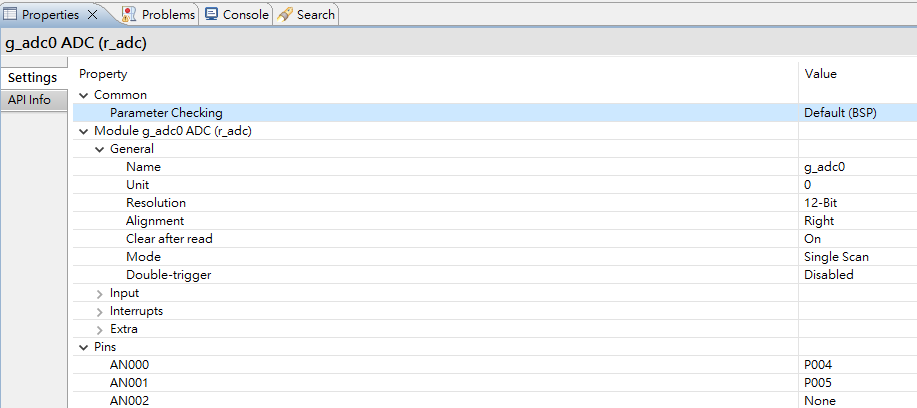 Properties Problems Console Search
g_adc0 ADC (r_adc)
Settings
API Info
Property Value
Common
Parameter Checking Default (BSP)
Module g_adc0 ADC (r_adc)
General
Name g_adc0
Unit 0
Resolution 12-Bit
Alignment Right
Clear after read On
Mode Single Scan
Double-trigger Disabled
Input
Interrupts
Extra
Pins
AN000 P004
AN001 P005
AN002 None